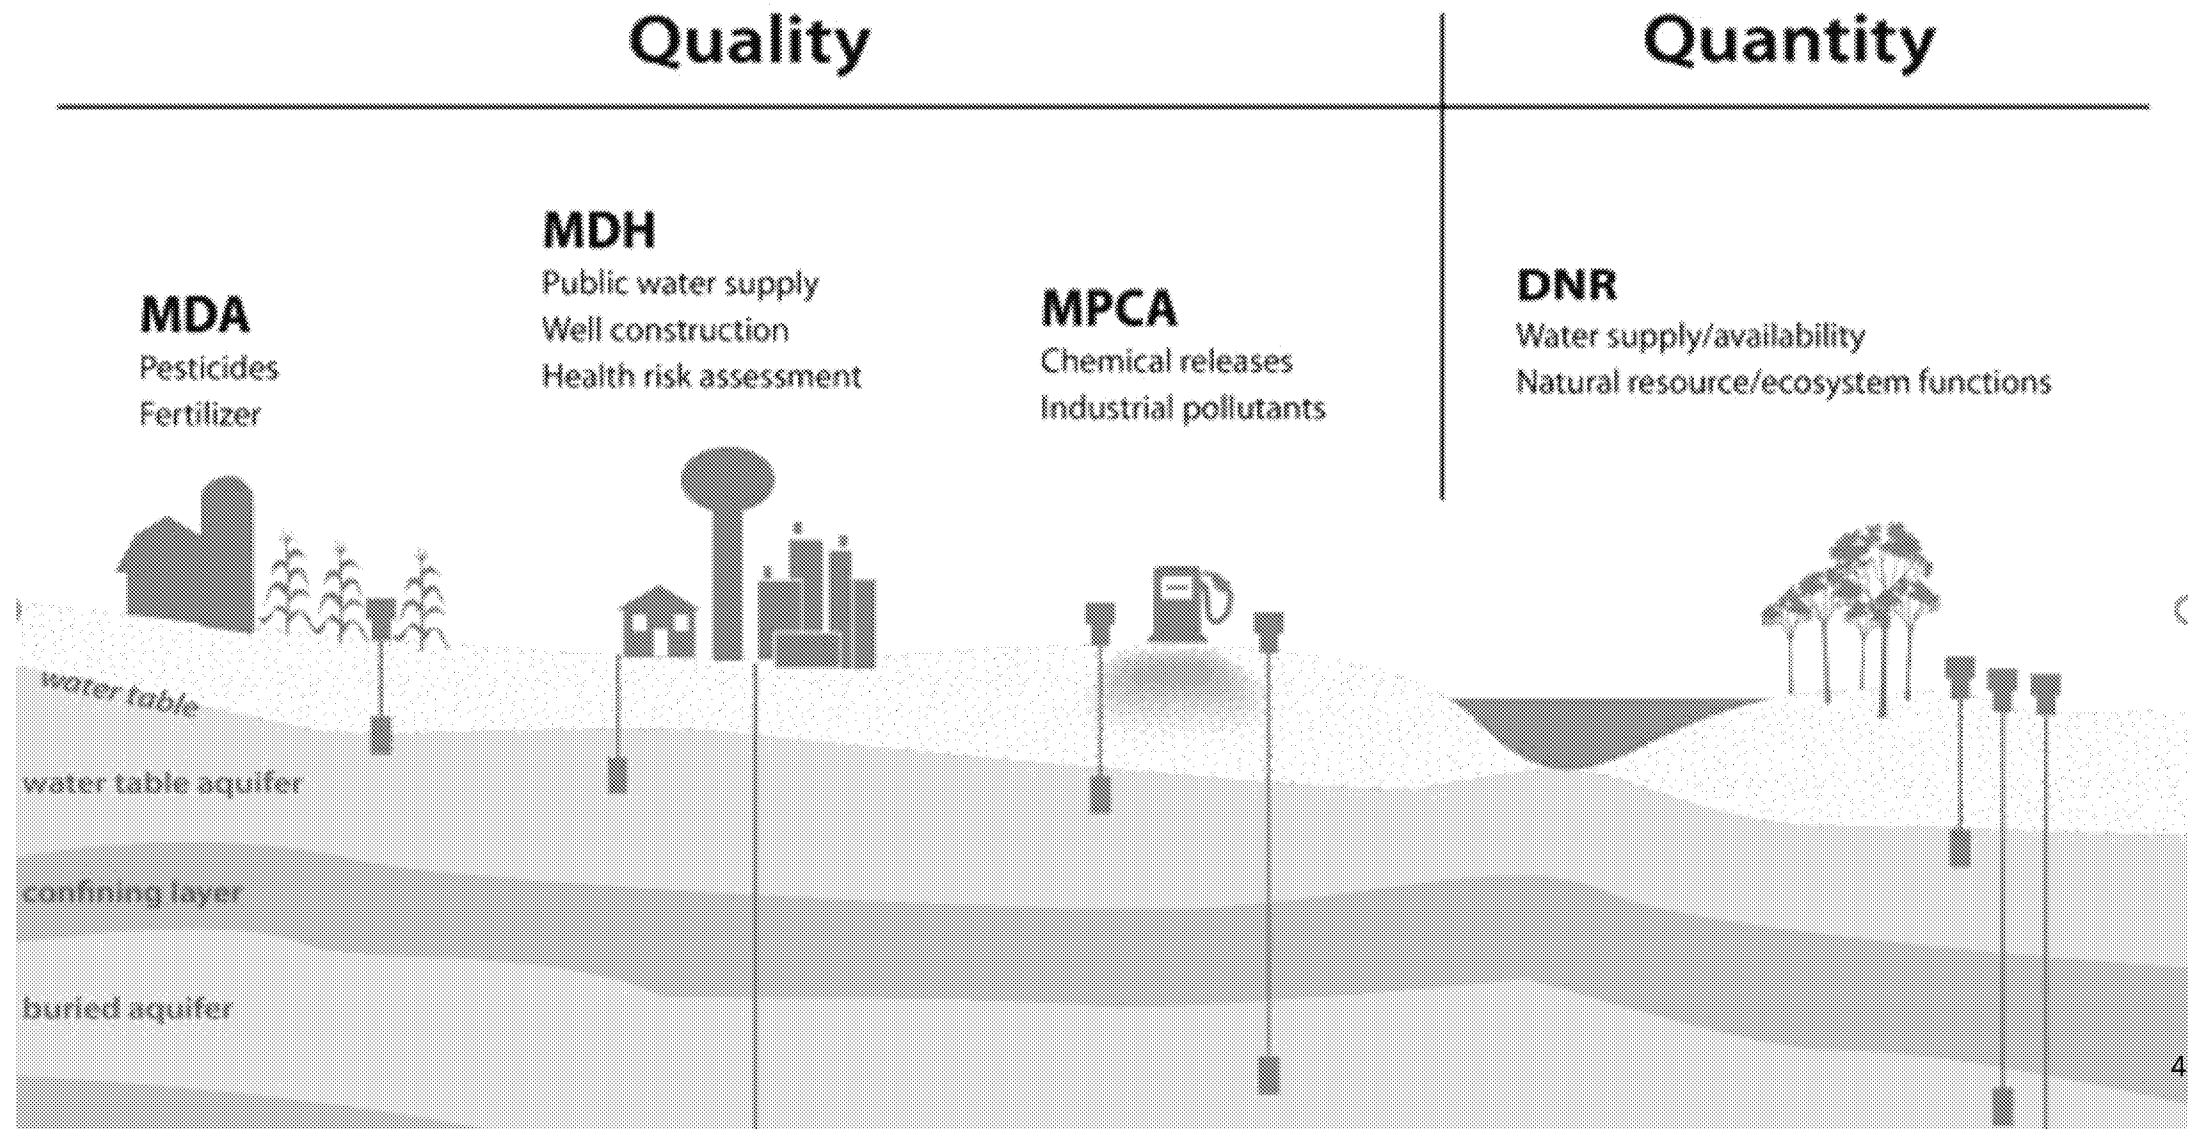 Quality
Quantity
MDA
Pesticides
Fertilizer
MDH
Public water supply
Well construction
Health risk assessment
MPCA
Chemical releases
Industrial pollutants
DNR
Water supply/availability
Natural resource/ecosystem functions
water table
water table aquifer
confining layer
buried aquifer
4